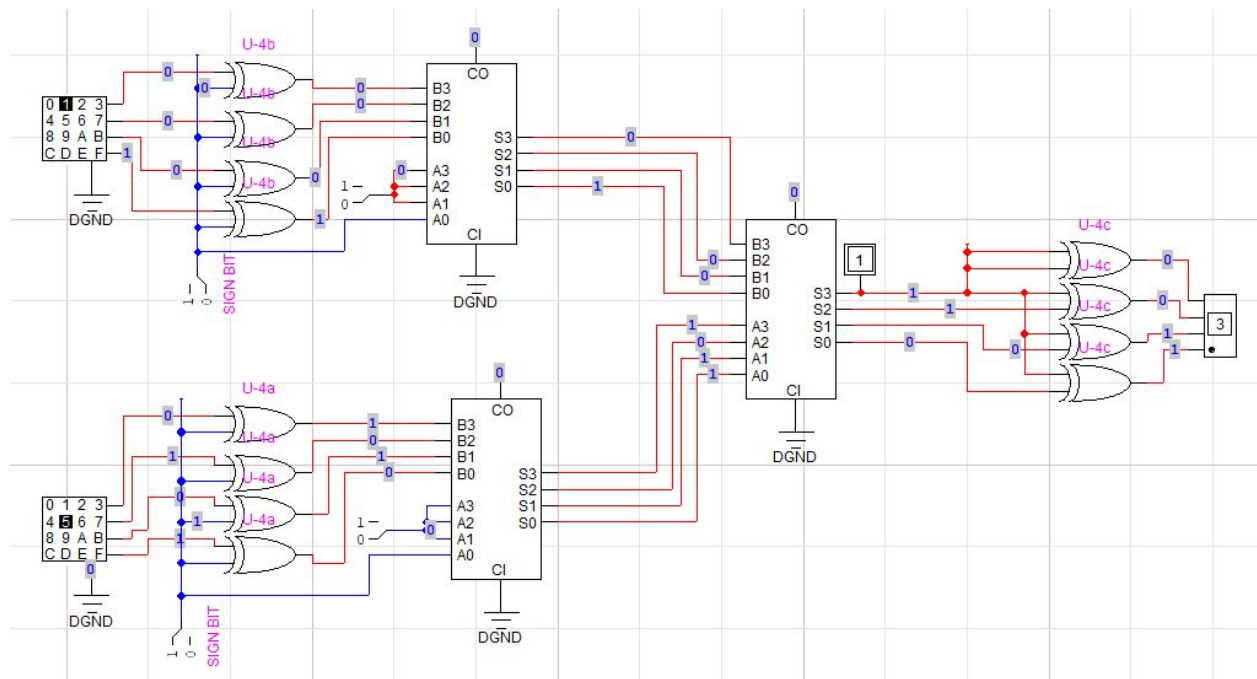 U-4b
U-4b
U-4b
U-4b
0 1 2 3
4 5 6 7
8 9 A B
C D E F
DGND
0
0
0
0
1
0
0
0
1
1
0
SIGN BIT
1
0
0
0
CO
B3
B2
B1
B0
A3
A2
A1
A0
S3
S2
S1
S0
CI
DGND
0
1
0
0
0
CO
B3
B2
B1
B0
A3
A2
A1
A0
S3
S2
S1
S0
CI
DGND
1
0
1
1
1
1
1
0
0
U-4c
U-4c
U-4c
U-4c
0
0
1
1
3
U-4a
U-4a
U-4a
U-4a
0 1 2 3
4 5 6 7
8 9 A B
C D E F
0
DGND
0
1
0
1
1
1
0
SIGN BIT
1
0
1
0
1
0
0
0
CO
B3
B2
B1
B0
A3
A2
A1
A0
S3
S2
S1
S0
CI
DGND